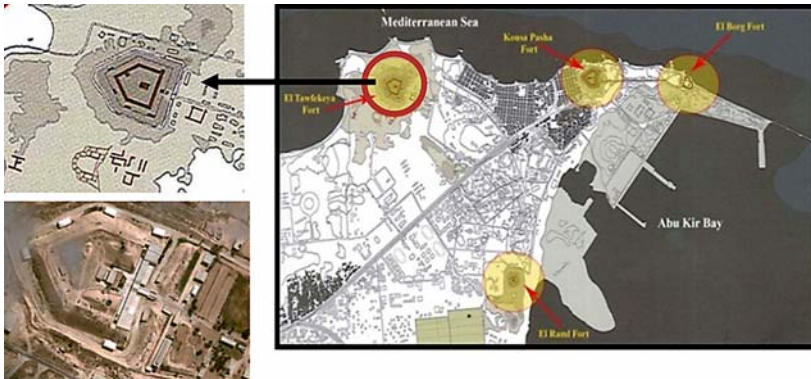 Mediterranean Sea
El Borg Fort
Kousa Pasha
Fort
El Tawfekeya
Fort
Abu Kir Bay
El Raml Fort